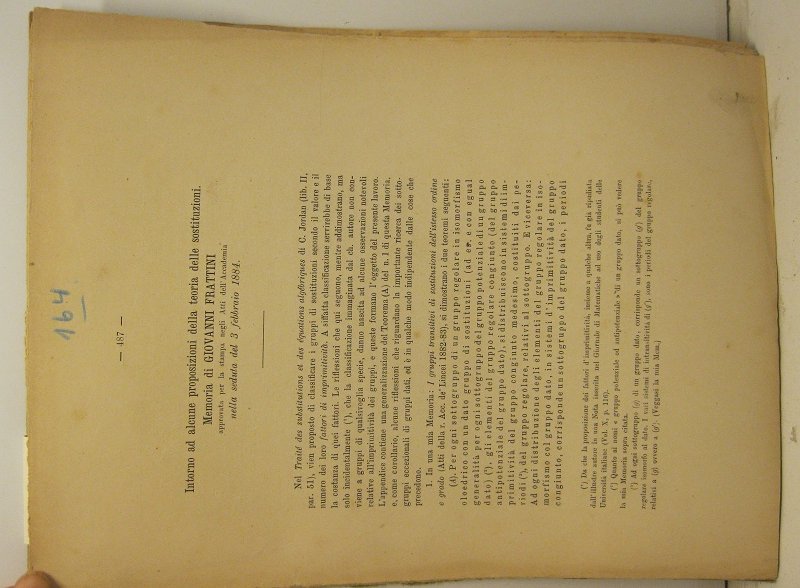 164
— 487 —
Intorno ad alcune proposizioni della teoria delle sostituzioni.
Memoria di GIOVANNI FRATTINI
approvata per la stampa negli Atti dell'Accademia
nella seduta del 3 febbraio 1884.
Nel Traité des substitutions et des équations algébriques di C. Jordan (lib. II,
par. 51), vien proposto di classificare i gruppi di sostituzioni secondo il valore e il
numero dei loro fattori di imprimitività. A siffatta classificazione servirebbe di base
la costanza di quei fattori. Le riflessioni che qui seguono, mentre addimostrano, ma
solo incidentalmente (¹), che la classificazione immaginata dal ch. autore non con-
viene a gruppi di qualsivoglia specie, danno nascita ad alcune osservazioni notevoli
relative all'imprimitività dei gruppi, e queste formano l'oggetto del presente lavoro.
L'appendice contiene una generalizzazione del Teorema (A) del n. 1 di questa Memoria,
e, come corollario, alcune riflessioni che riguardano la importante ricerca dei sotto-
gruppi eccezionali di gruppi dati, ed è in qualche modo indipendente dalle cose che
precedono.
1. In una mia Memoria: I gruppi transitivi di sostituzioni dell'istesso ordine
e grado (Atti della r. Acc. de' Lincei 1882-83), si dimostrano i due teoremi seguenti:
(A). Per ogni sottogruppo di un gruppo regolare in isomorfismo
oloedrico con un dato gruppo di sostituzioni (ad es. e con egual
generalità per ogni sottogruppo del gruppo potenziale di un gruppo
dato) (²), gli elementi del gruppo regolare congiunto (del gruppo
antipotenziale del gruppo dato), si distribuiscono in sistemi di im-
primitività del gruppo congiunto medesimo, costituiti dai pe-
riodi (³), del gruppo regolare, relativi al sottogruppo. E viceversa:
Ad ogni distribuzione degli elementi del gruppo regolare in iso-
morfismo col gruppo dato, in sistemi d'imprimitività del gruppo
congiunto, corrisponde un sottogruppo del gruppo dato, i periodi
(¹) Da che la proposizione dei fattori d'imprimitività, insieme a qualche altra, fu già ripudiata
dall'illustre autore in una Nota inserita nel Giornale di Matematiche ad uso degli studenti delle
Università italiane (vol. X, p. 116).
(²) Quanto ai nomi « gruppo potenziale ed antipotenziale » di un gruppo dato, si può vedere
la mia Memoria sopra citata.
(³) Ad ogni sottogruppo (g) di un gruppo dato, corrisponde un sottogruppo (g') del gruppo
regolare isomorfo al dato. I vari sistemi di intransitività di (g'), sono i periodi del gruppo regolare,
relativi a (g) ovvero a (g'). (Veggasi la mia Mem.)